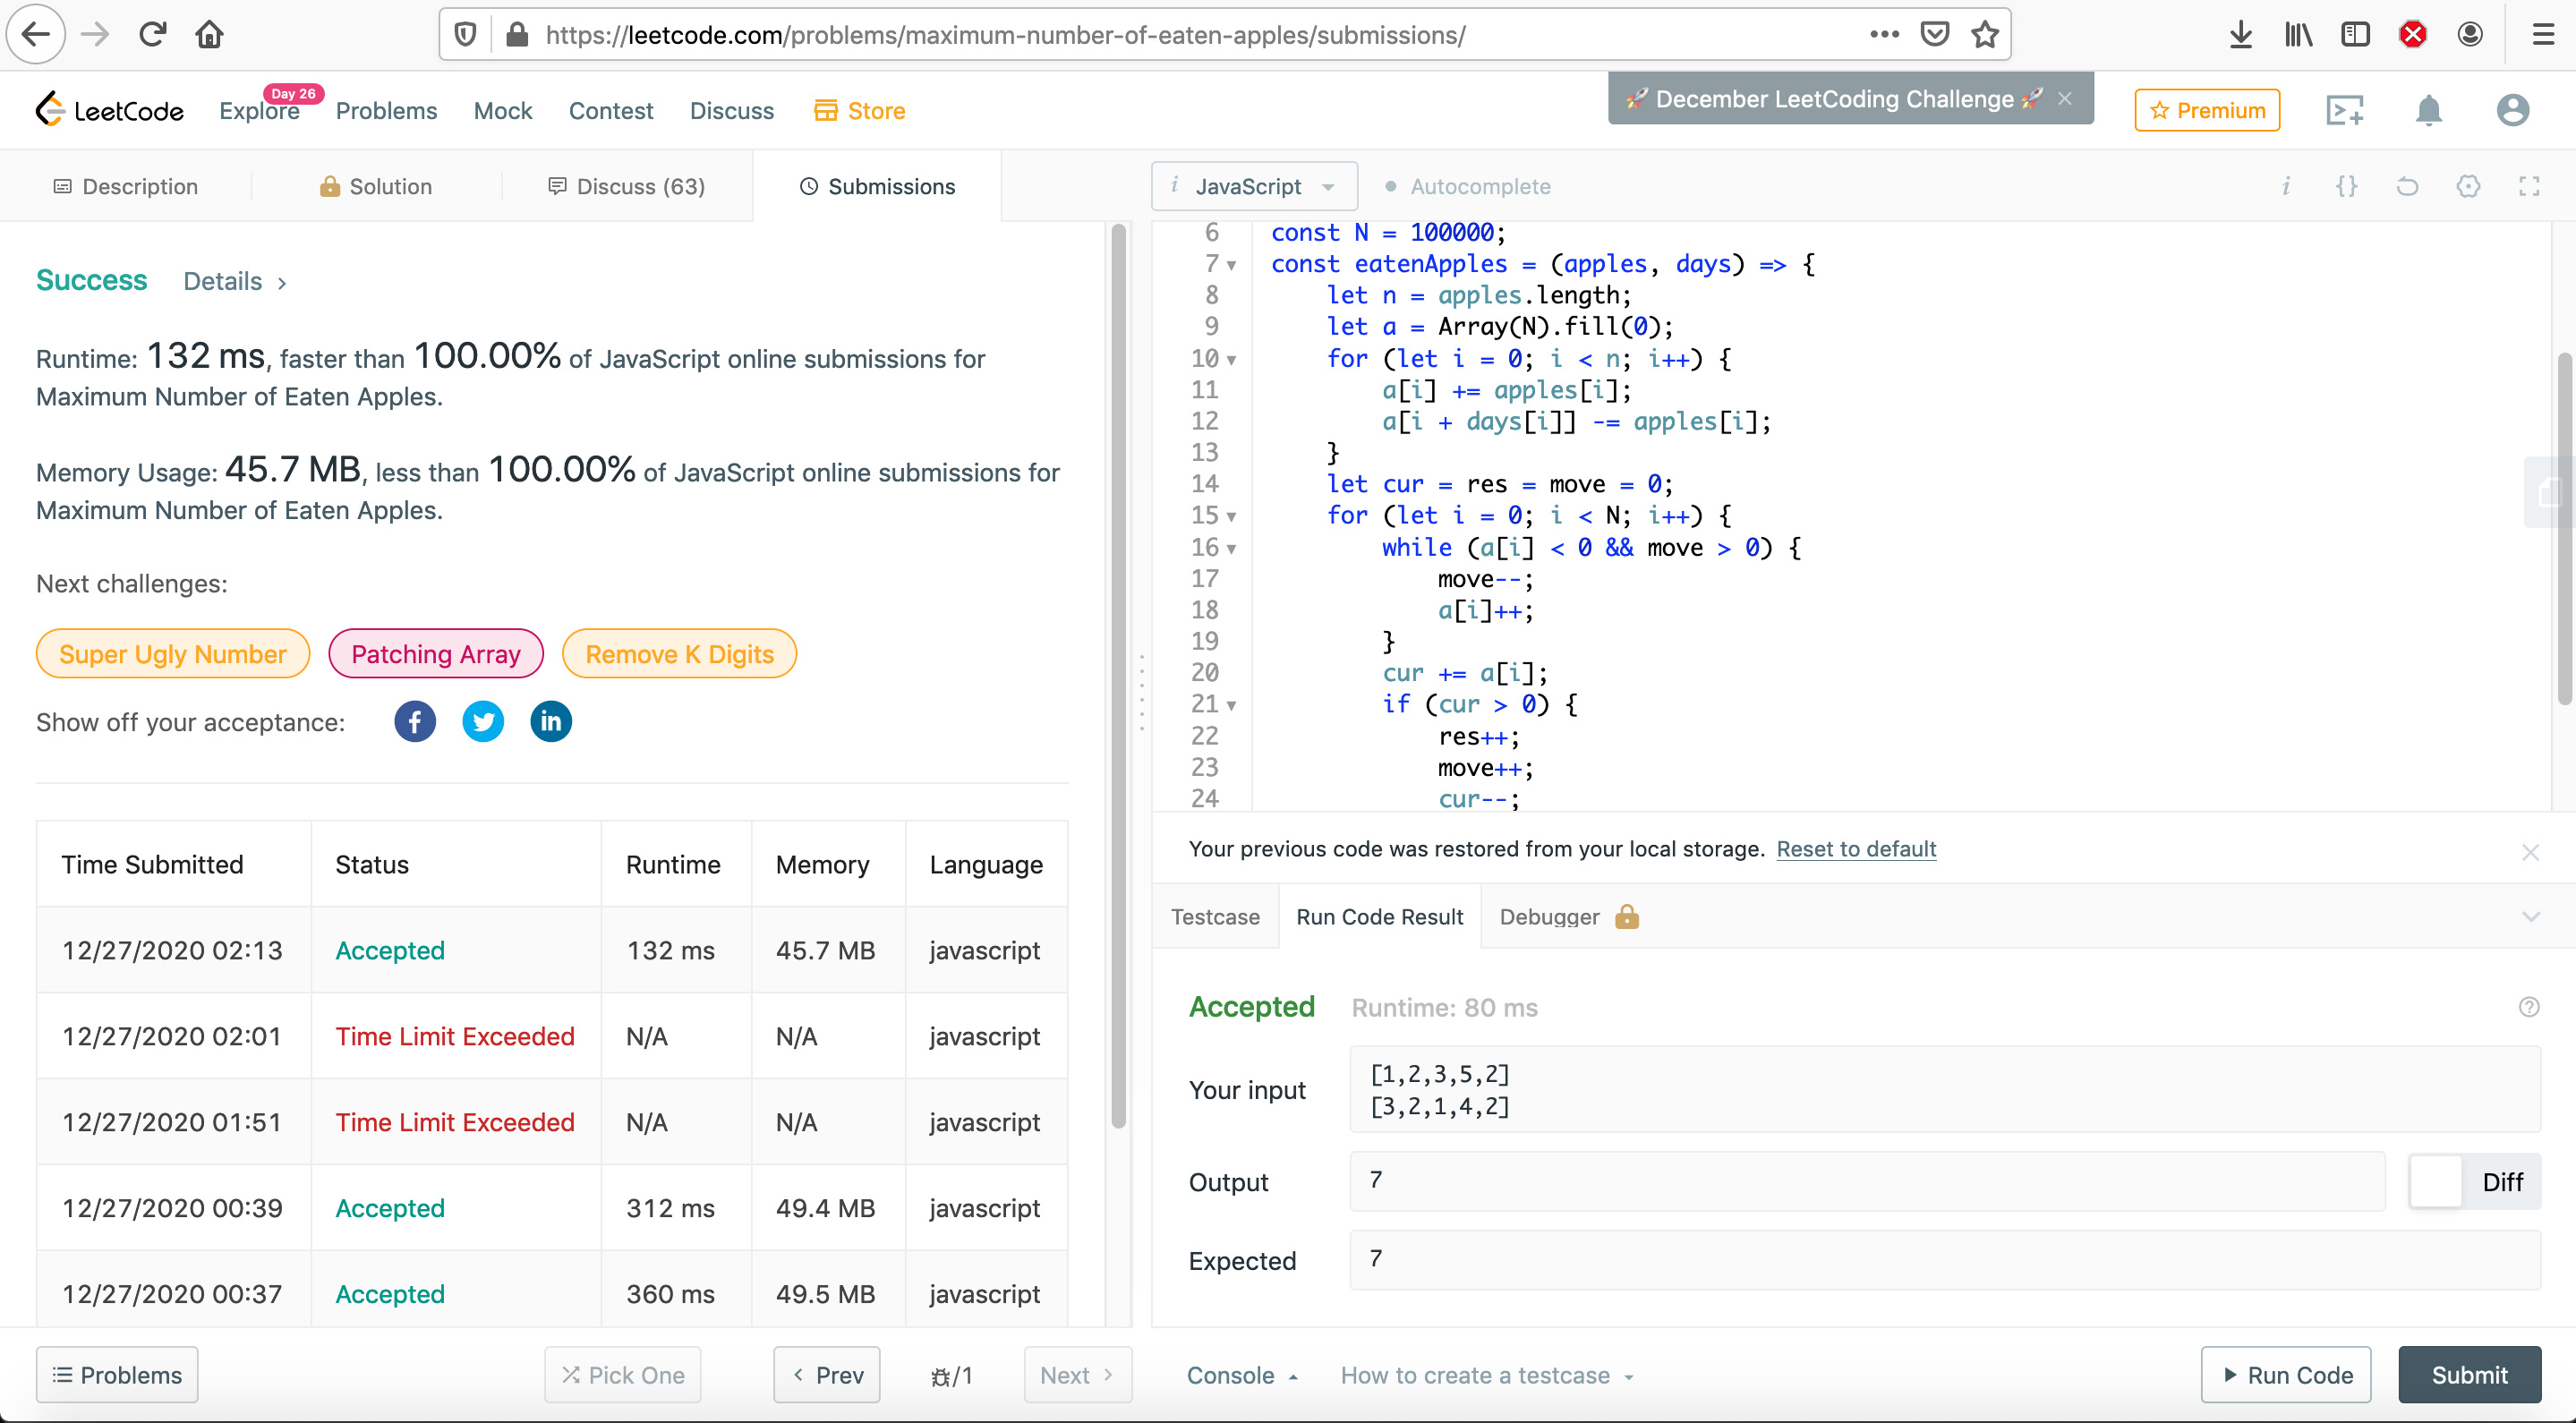 https://leetcode.com/problems/maximum-number-of-eaten-apples/submissions/
LeetCode
Explore
Day 26
Problems
Mock
Contest
Discuss
Store
🚀 December LeetCoding Challenge 🚀
Premium
Description
Solution
Discuss (63)
Submissions
Success
Details
Runtime: 132 ms, faster than 100.00% of JavaScript online submissions for
Maximum Number of Eaten Apples.
Memory Usage: 45.7 MB, less than 100.00% of JavaScript online submissions for
Maximum Number of Eaten Apples.
Next challenges:
Super Ugly Number
Patching Array
Remove K Digits
Show off your acceptance:
Time Submitted Status Runtime Memory Language
12/27/2020 02:13 Accepted 132 ms 45.7 MB javascript
12/27/2020 02:01 Time Limit Exceeded N/A N/A javascript
12/27/2020 01:51 Time Limit Exceeded N/A N/A javascript
12/27/2020 00:39 Accepted 312 ms 49.4 MB javascript
12/27/2020 00:37 Accepted 360 ms 49.5 MB javascript
Problems
Pick One
‹ Prev
/1
Next ›
JavaScript
Autocomplete
6 const N = 100000;
7 const eatenApples = (apples, days) => {
8 let n = apples.length;
9 let a = Array(N).fill(0);
10 for (let i = 0; i < n; i++) {
11 a[i] += apples[i];
12 a[i + days[i]] -= apples[i];
13 }
14 let cur = res = move = 0;
15 for (let i = 0; i < N; i++) {
16 while (a[i] < 0 && move > 0) {
17 move--;
18 a[i]++;
19 }
20 cur += a[i];
21 if (cur > 0) {
22 res++;
23 move++;
24 cur--;
Your previous code was restored from your local storage. Reset to default
Testcase
Run Code Result
Debugger
Accepted
Runtime: 80 ms
Your input
[1,2,3,5,2]
[3,2,1,4,2]
Output
7
Diff
Expected
7
Console
How to create a testcase
Run Code
Submit